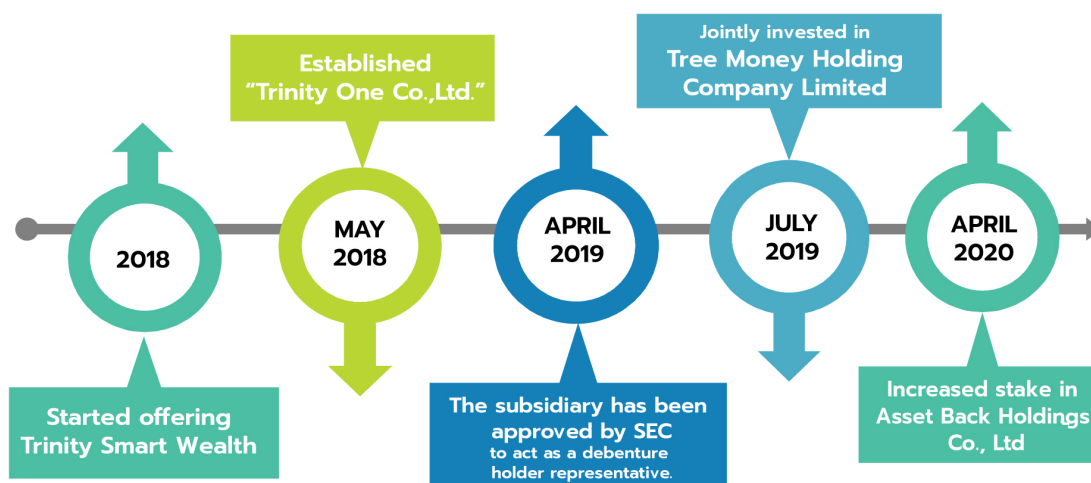 2018
Started offering
Trinity Smart Wealth
Established
“Trinity One Co.,Ltd.”
MAY
2018
APRIL
2019
The subsidiary has been
approved by SEC
to act as a debenture
holder representative.
Jointly invested in
Tree Money Holding
Company Limited
JULY
2019
APRIL
2020
Increased stake in
Asset Back Holdings
Co., Ltd